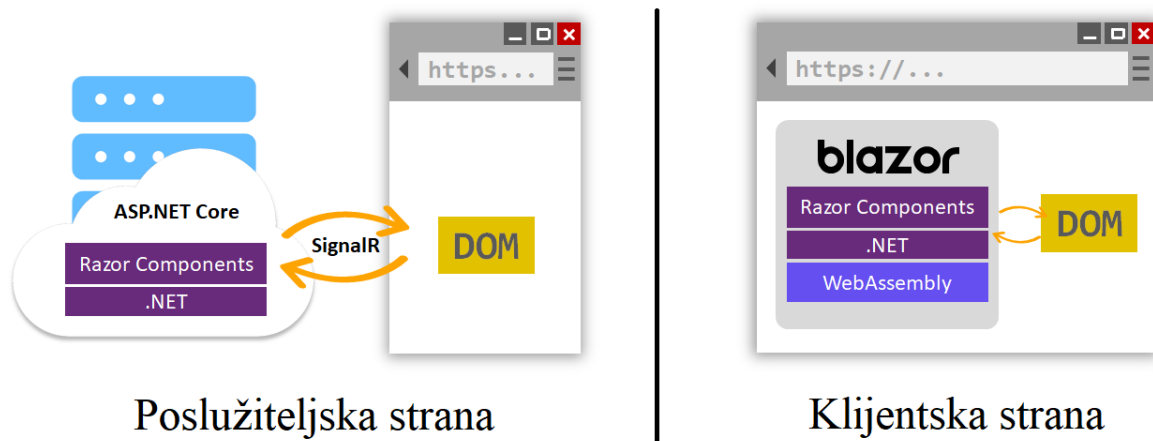 https...
ASP.NET Core
SignalR
Razor Components
.NET
DOM
Poslužiteljska strana
https://...
blazor
Razor Components
.NET
WebAssembly
DOM
Klijentska strana